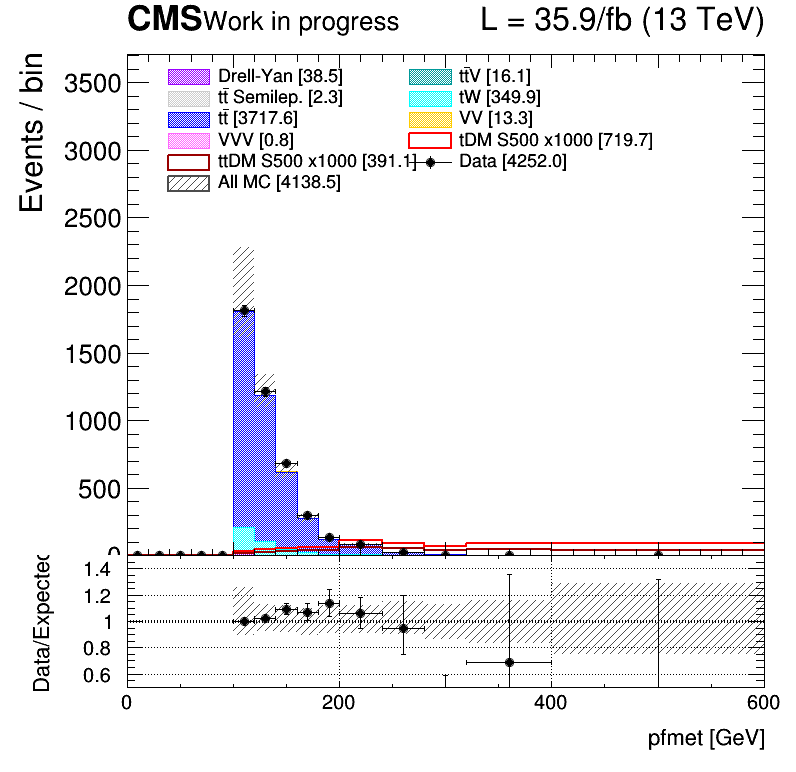 CMS Work in progress L = 35.9/fb (13 TeV)
Events / bin
3500
3000
2500
2000
1500
1000
500
0
Drell-Yan [38.5]
tt̄ Semilep. [2.3]
tt̄ [3717.6]
VVV [0.8]
ttDM S500 x1000 [391.1]
All MC [4138.5]
tt̄V [16.1]
tW [349.9]
VV [13.3]
tDM S500 x1000 [719.7]
Data [4252.0]
Data/Expected
1.4
1.2
1
0.8
0.6
0 200 400 600
pfmet [GeV]